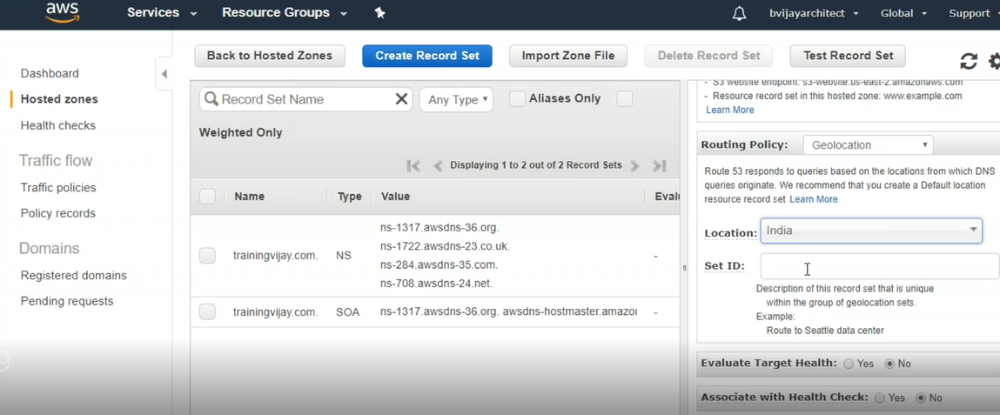 aws Services Resource Groups bvijayarchitect Global Support
Dashboard
Hosted zones
Health checks
Traffic flow
Traffic policies
Policy records
Domains
Registered domains
Pending requests
Back to Hosted Zones Create Record Set Import Zone File Delete Record Set Test Record Set
Record Set Name Any Type Aliases Only
Weighted Only
Displaying 1 to 2 out of 2 Record Sets
Name Type Value
ns-1317.awsdns-36.org.
ns-1722.awsdns-23.co.uk.
trainingvijay.com. NS
ns-284.awsdns-35.com.
ns-708.awsdns-24.net.
-
trainingvijay.com. SOA ns-1317.awsdns-36.org. awsdns-hostmaster.amazo -
- S3 website endpoint: s3-website.us-east-2.amazonaws.com
- Resource record set in this hosted zone: www.example.com
Learn More
Routing Policy: Geolocation
Route 53 responds to queries based on the locations from which DNS
queries originate. We recommend that you create a Default location
resource record set Learn More
Location: India
Set ID:
Description of this record set that is unique
within the group of geolocation sets.
Example:
Route to Seattle data center
Evaluate Target Health: Yes No
Associate with Health Check: Yes No